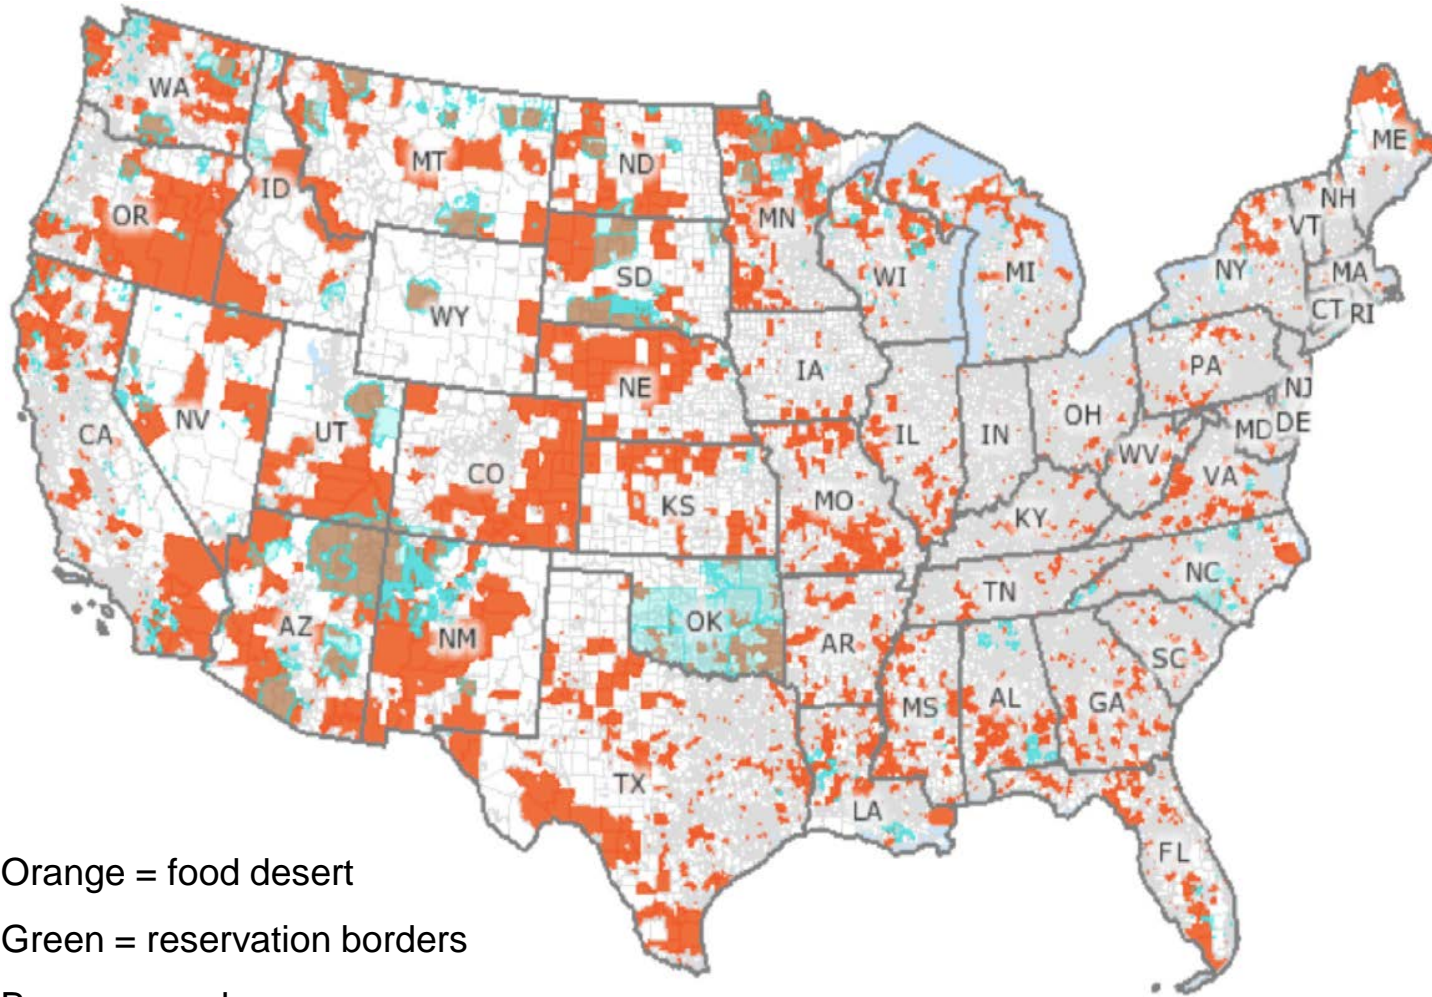 WA
MT
ND
MN
OR
ID
SD
WY
WI
MI
ME
VT
NH
NY
MA
CT
RI
IA
NE
PA
NJ
NV
UT
CA
CO
KS
MO
IL
IN
OH
MD
DE
WV
VA
KY
TN
NC
AZ
NM
OK
AR
SC
MS
AL
GA
TX
LA
FL
Orange = food desert
Green = reservation borders